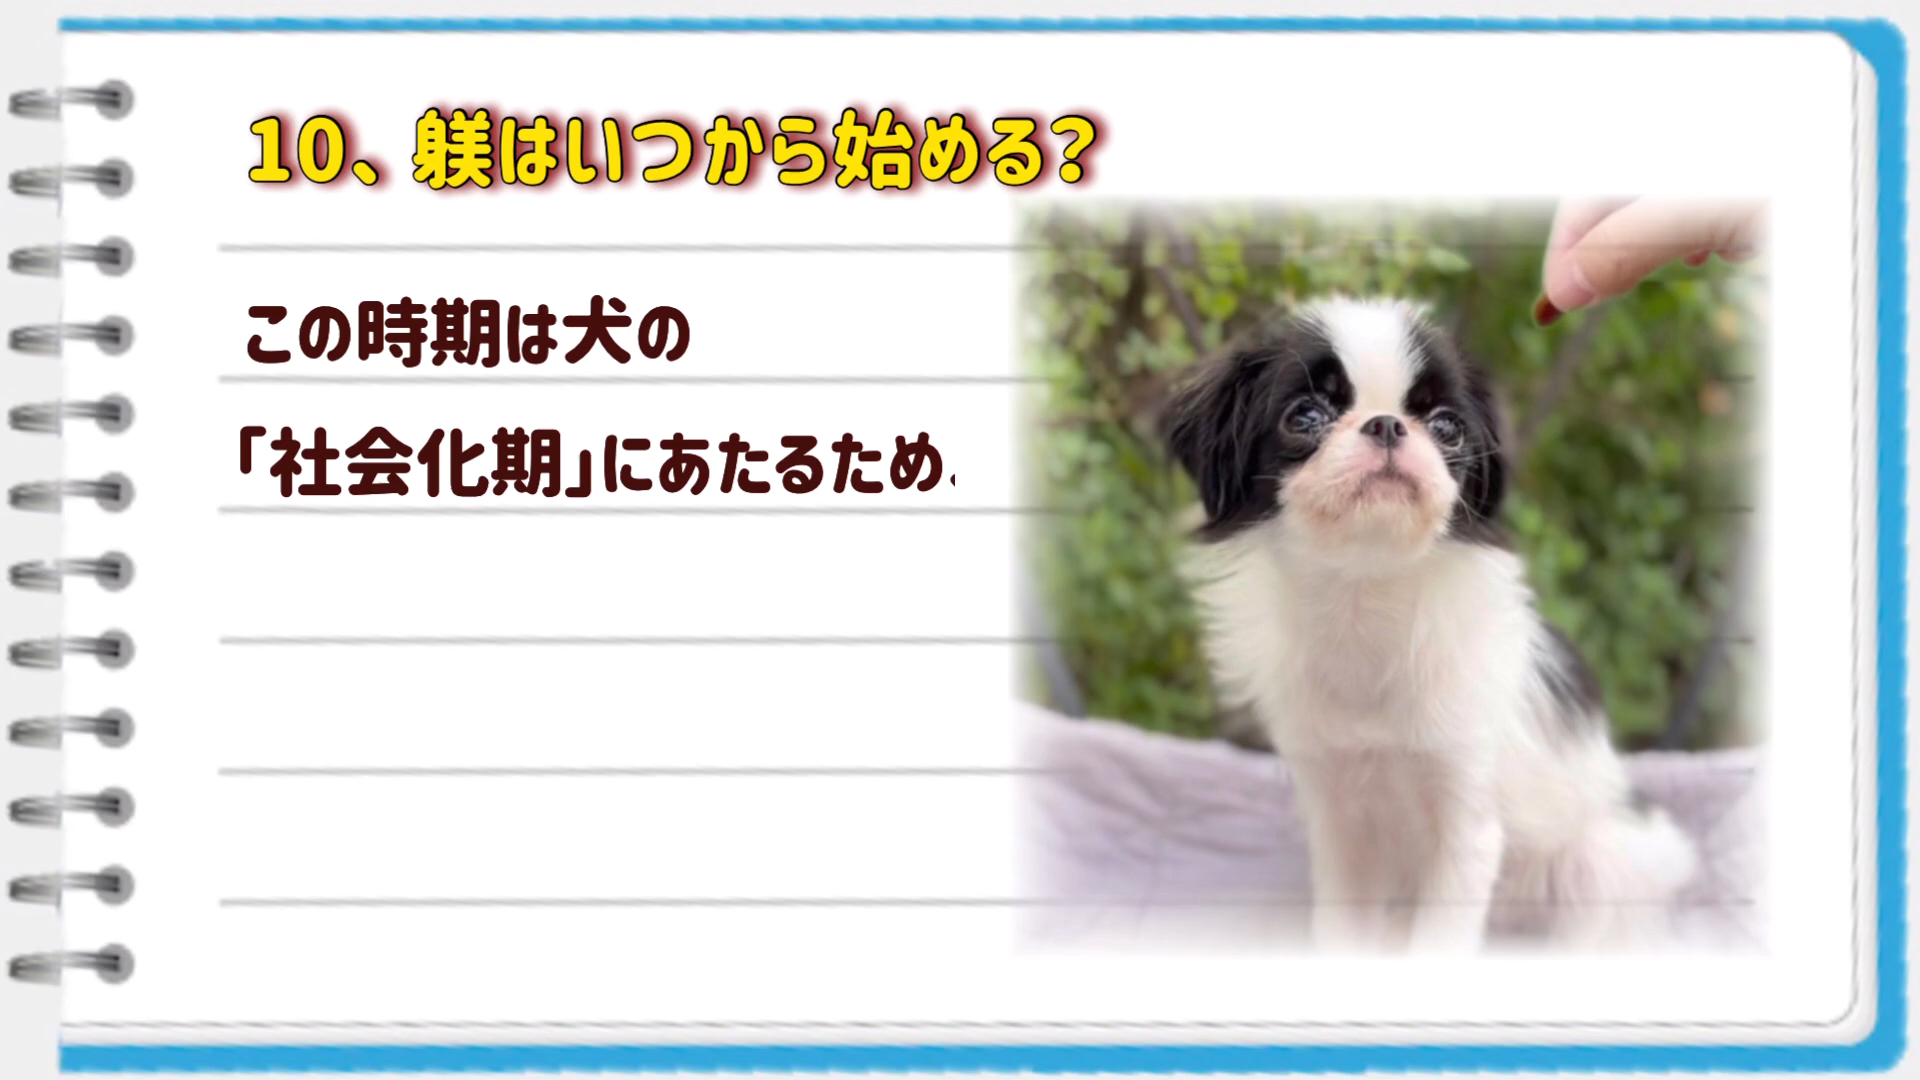 10、躾はいつから始める？
この時期は犬の
「社会化期」にあたるため、